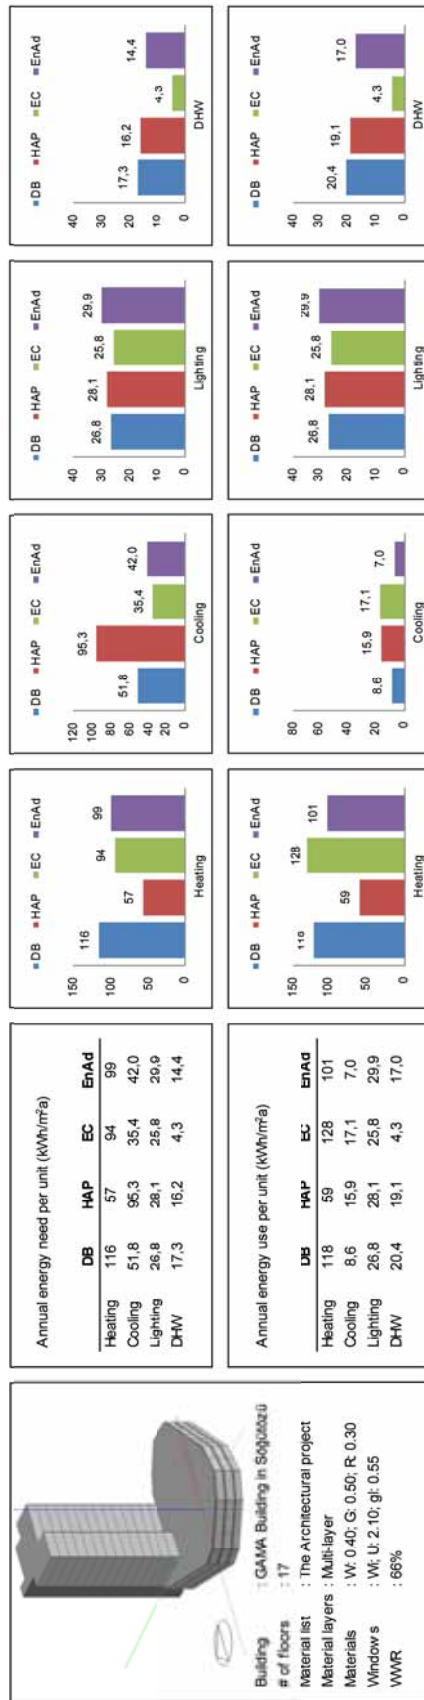 Building : GAMA Building in Söğütözü
# of floors : 17
Material list : The Architectural project
Material layers : Multi-layer
Materials : W: 0.40; G: 0.50; R: 0.30
Windows : Wi; U: 2.10; gl: 0.55
WWR : 66%
Annual energy need per unit (kWh/m²a)
DB HAP EC EnAd
Heating 116 57 94 99
Cooling 51,8 95,3 35,4 42,0
Lighting 26,8 28,1 25,8 29,9
DHW 17,3 16,2 4,3 14,4
DB HAP EC EnAd
150
100
50
0
116
57
94
99
Heating
DB HAP EC EnAd
120
100
80
60
40
20
0
51,8
95,3
35,4
42,0
Cooling
DB HAP EC EnAd
40
30
20
10
0
26,8
28,1
25,8
29,9
Lighting
DB HAP EC EnAd
40
30
20
10
0
17,3
16,2
4,3
14,4
DHW
Annual energy use per unit (kWh/m²a)
DB HAP EC EnAd
Heating 118 59 128 101
Cooling 8,6 15,9 17,1 7,0
Lighting 26,8 28,1 25,8 29,9
DHW 20,4 19,1 4,3 17,0
DB HAP EC EnAd
150
100
50
0
118
59
128
101
Heating
DB HAP EC EnAd
40
30
20
10
0
8,6
15,9
17,1
7,0
Cooling
DB HAP EC EnAd
40
30
20
10
0
26,8
28,1
25,8
29,9
Lighting
DB HAP EC EnAd
40
30
20
10
0
20,4
19,1
4,3
17,0
DHW